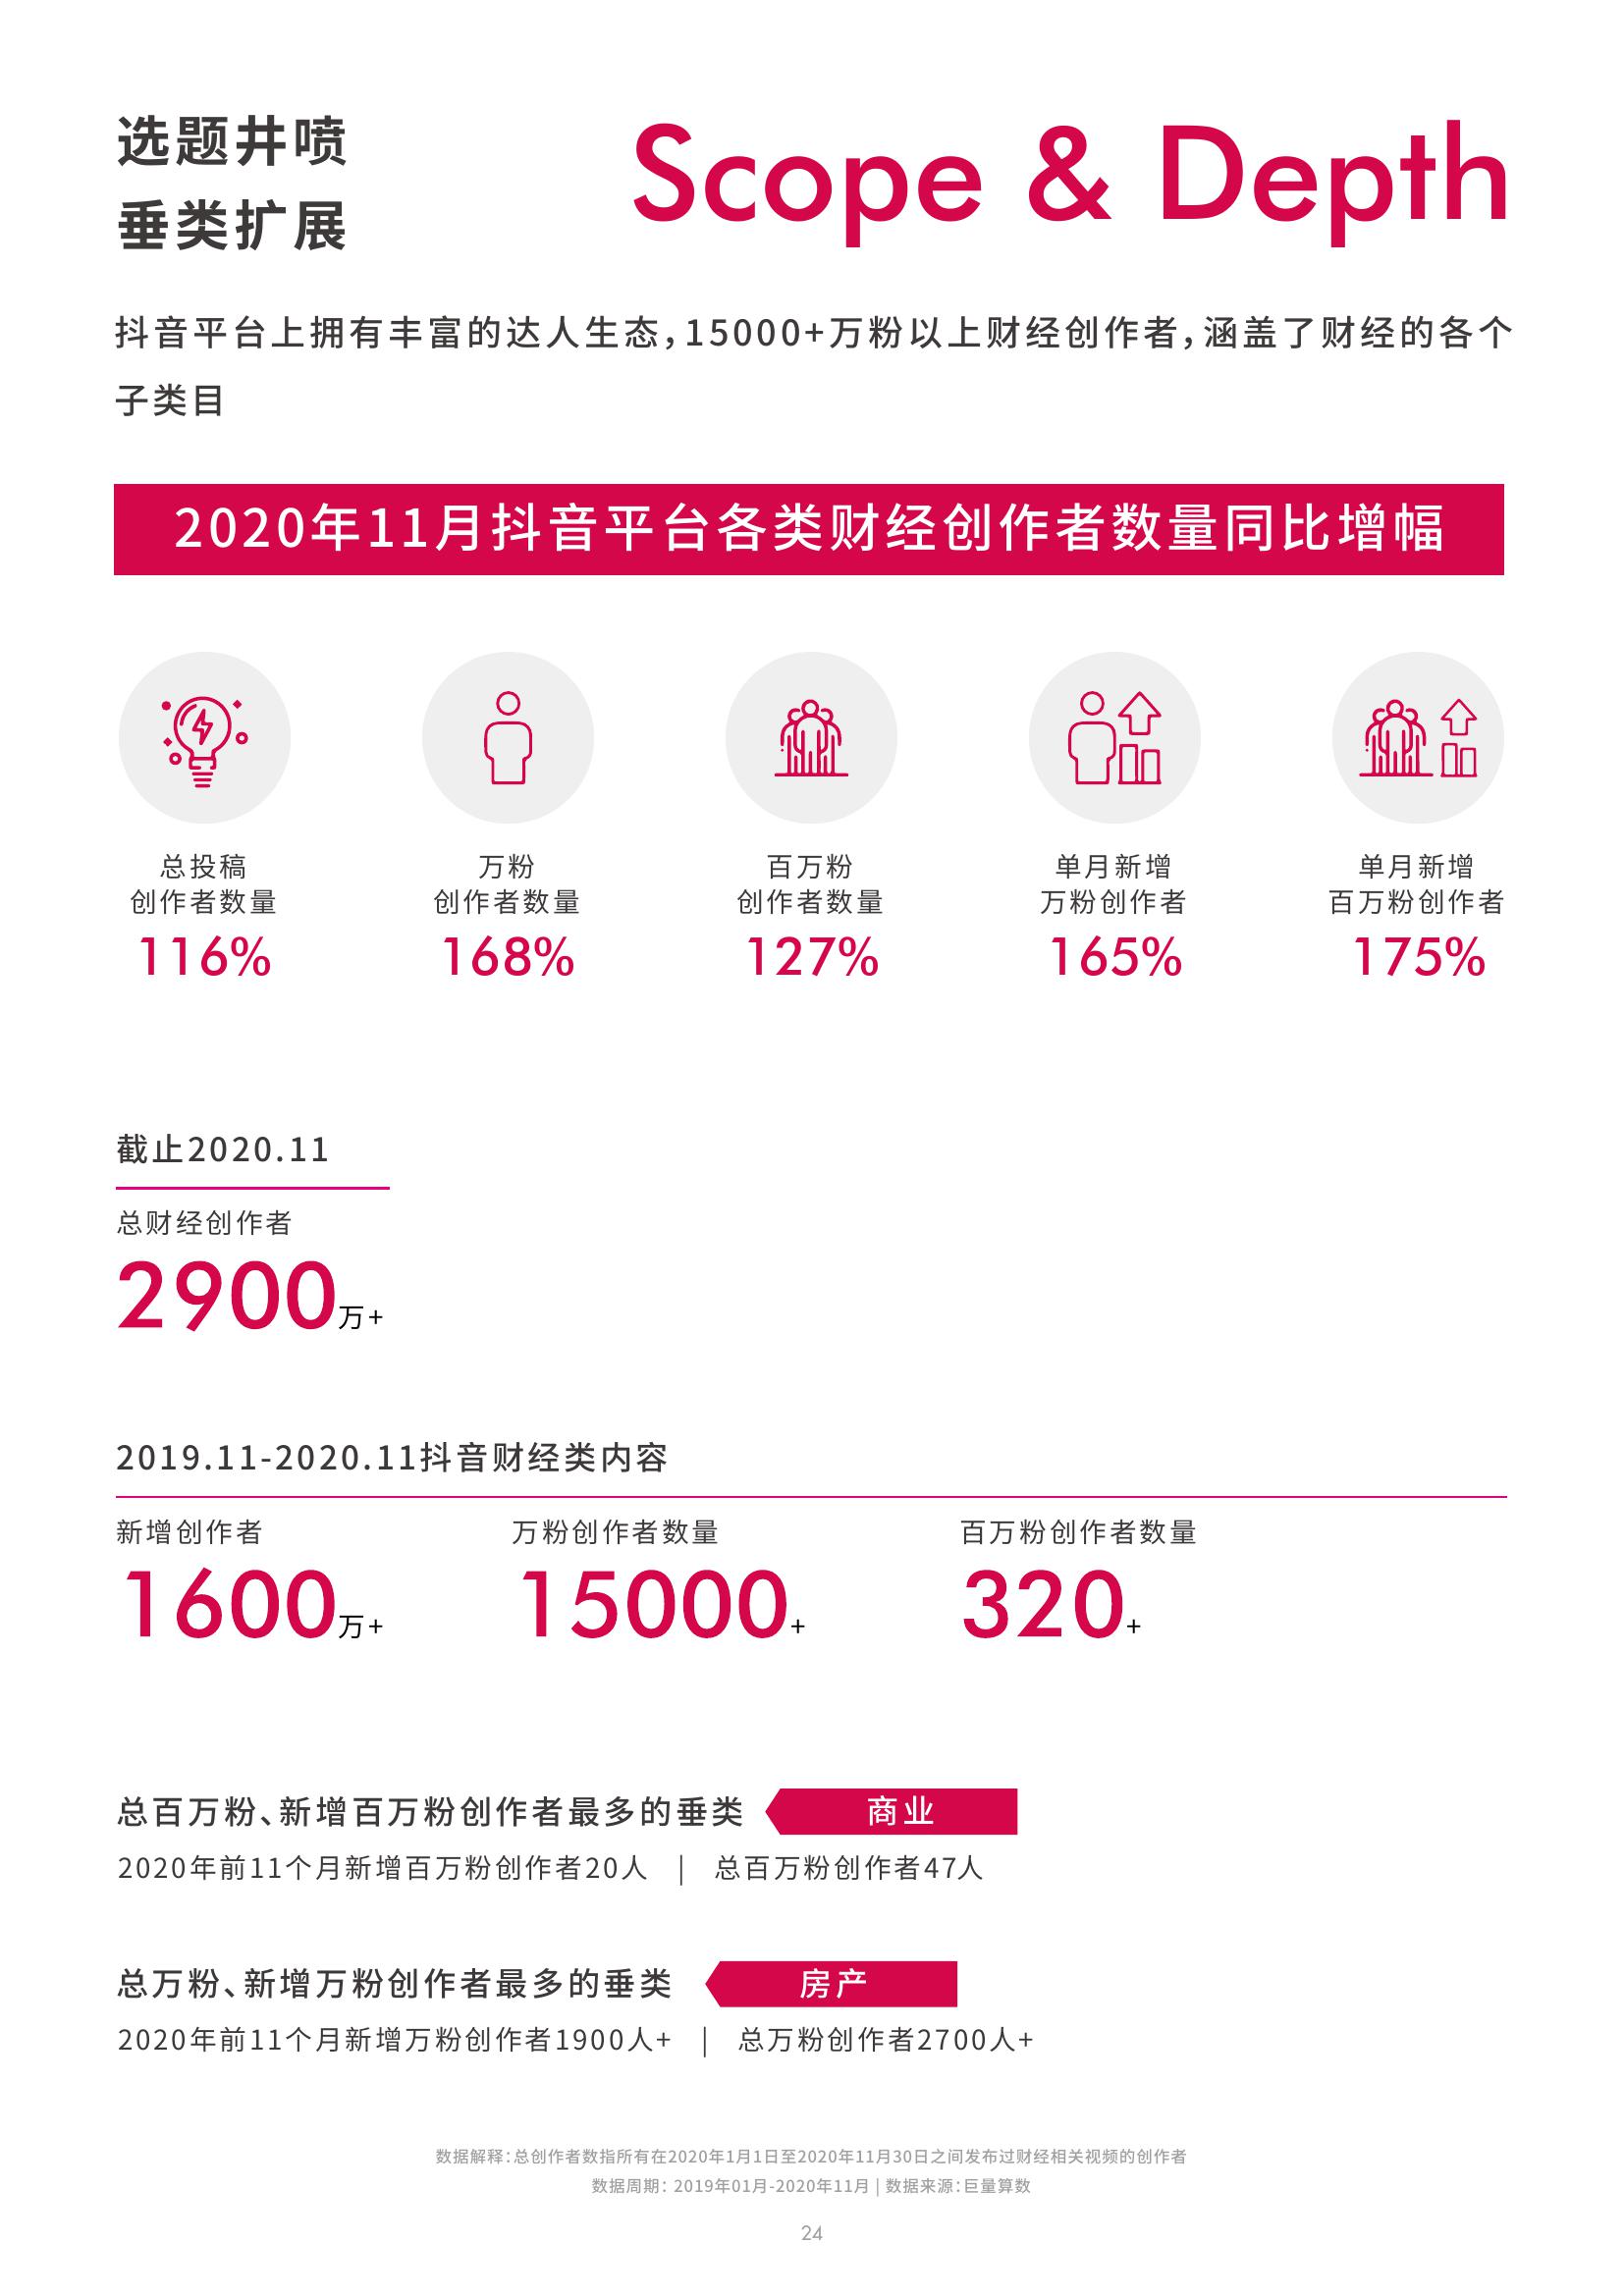 选题井喷
垂类扩展
Scope & Depth
抖音平台上拥有丰富的达人生态，15000+万粉以上财经创作者，涵盖了财经的各个
子类目
2020年11月抖音平台各类财经创作者数量同比增幅
总投稿
创作者数量
116%
万粉
创作者数量
168%
百万粉
创作者数量
127%
单月新增
万粉创作者
165%
单月新增
百万粉创作者
175%
截止2020.11
总财经创作者
2900万+
2019.11-2020.11抖音财经类内容
新增创作者
1600万+
万粉创作者数量
15000+
百万粉创作者数量
320+
总百万粉、新增百万粉创作者最多的垂类 商业
2020年前11个月新增百万粉创作者20人 | 总百万粉创作者47人
总万粉、新增万粉创作者最多的垂类 房产
2020年前11个月新增万粉创作者1900人+ | 总万粉创作者2700人+
数据解释：总创作者数指所有在2020年1月1日至2020年11月30日之间发布过财经相关视频的创作者
数据周期： 2019年01月-2020年11月 | 数据来源：巨量算数
24